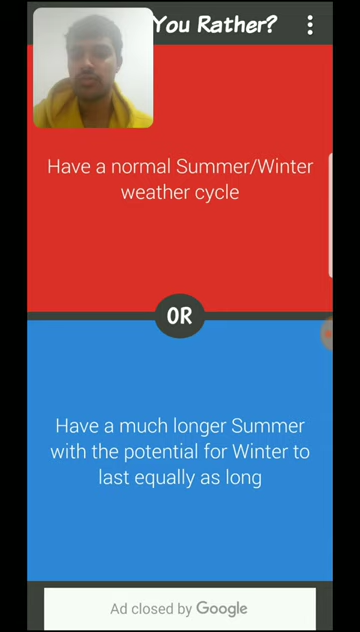 You Rather?
Have a normal Summer/Winter
weather cycle
OR
Have a much longer Summer
with the potential for Winter to
last equally as long
Ad closed by Google